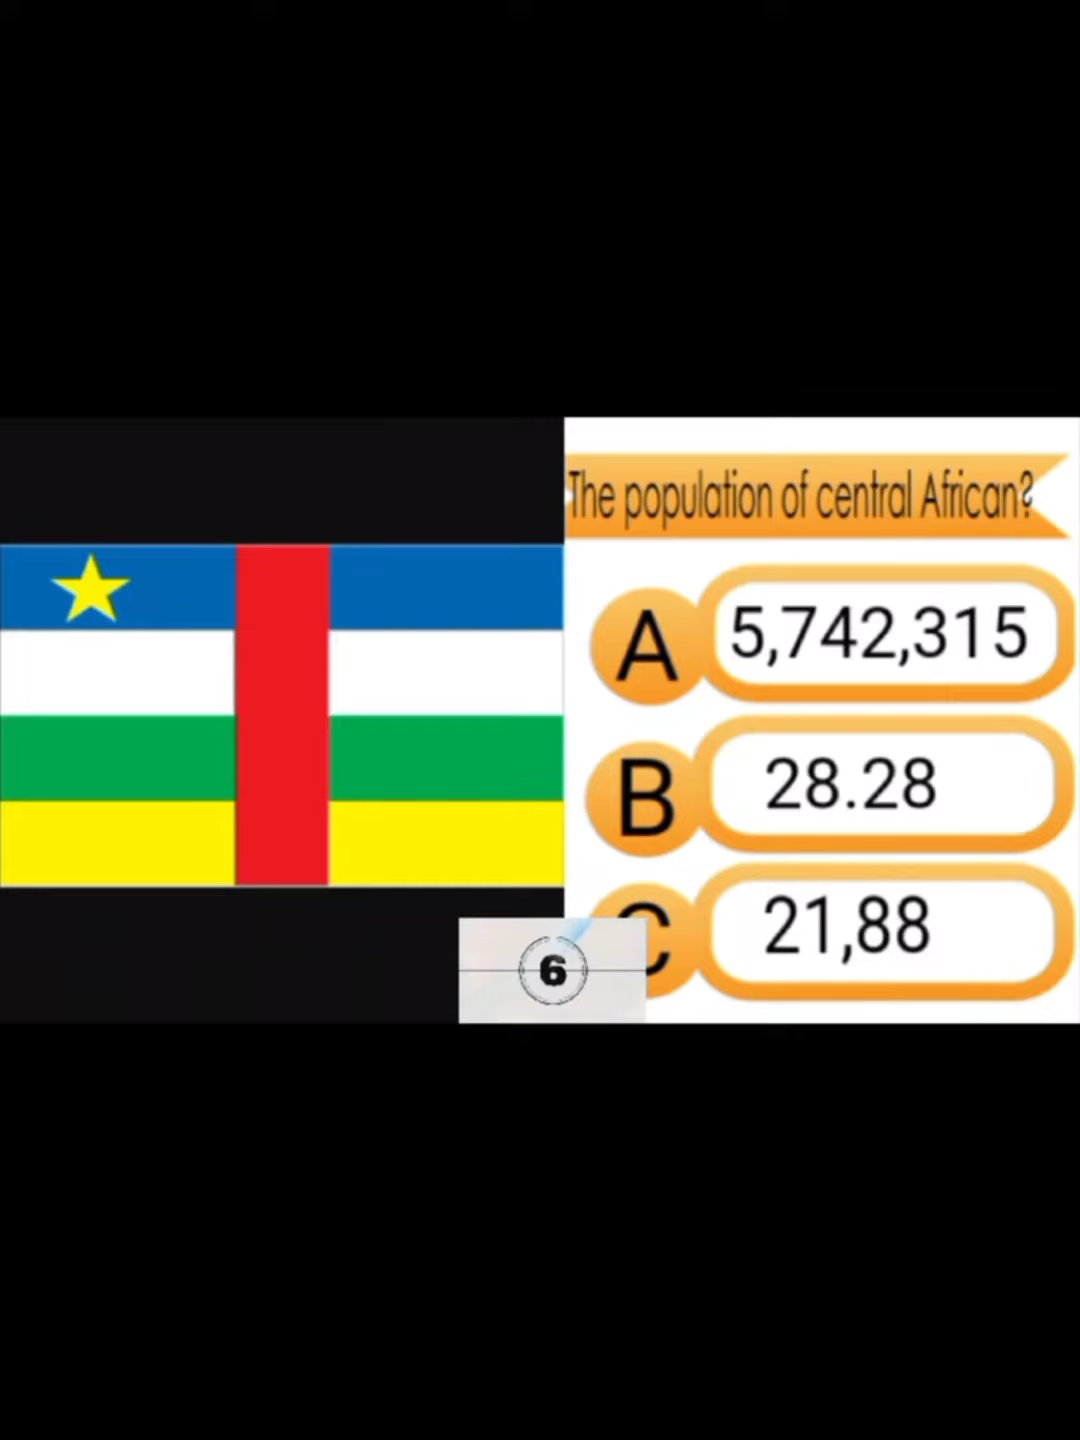 The population of central African?
A 5,742,315
B 28.28
C 21,88
6